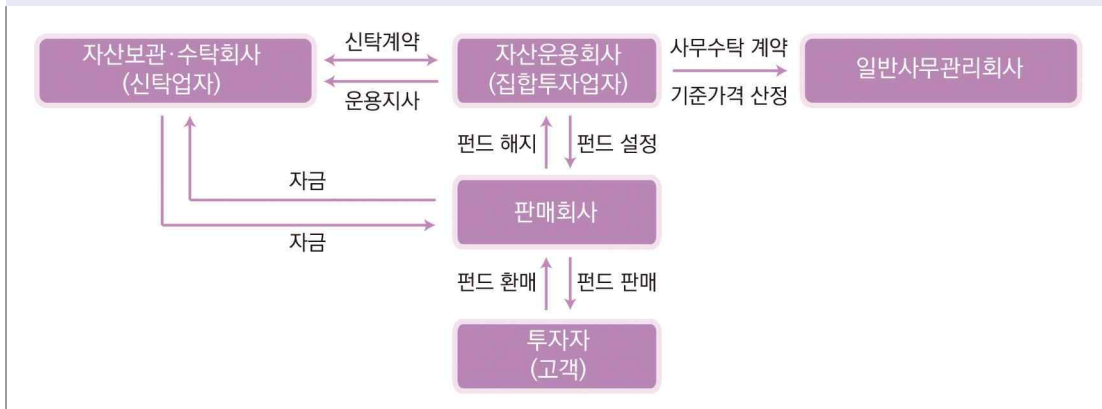 자산보관·수탁회사
(신탁업자)
신탁계약
운용지사
자산운용회사
(집합투자업자)
사무수탁 계약
기준가격 산정
일반사무관리회사
펀드 해지
펀드 설정
자금
자금
판매회사
펀드 환매
펀드 판매
투자자
(고객)